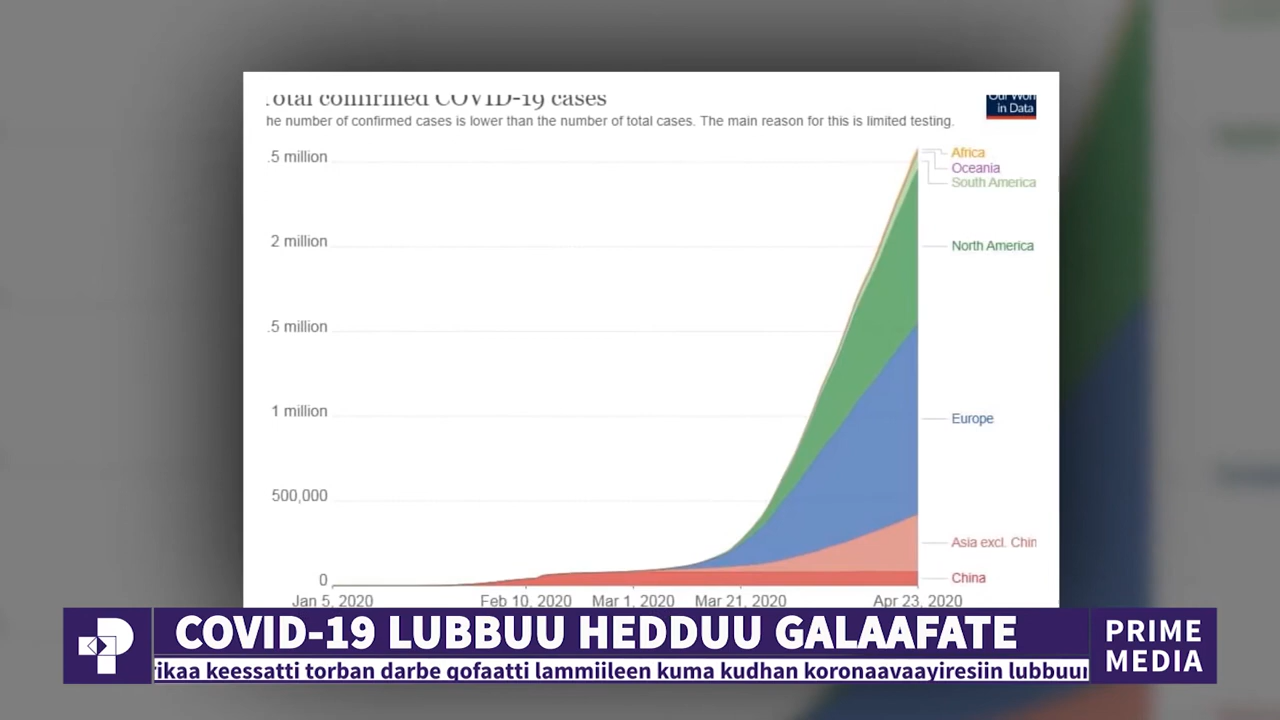 Total confirmed COVID-19 cases
he number of confirmed cases is lower than the number of total cases. The main reason for this is limited testing.
Our Worl
in Data
.5 million
2 million
.5 million
1 million
500,000
0
Africa
Oceania
South America
North America
Europe
Asia excl. Chin
China
Jan 5, 2020
Feb 10, 2020
Mar 1, 2020
Mar 21, 2020
Apr 23, 2020
COVID-19 LUBBUU HEDDUU GALAAFATE
PRIME
MEDIA
ikaa keessatti torban darbe qofaatti lammiileen kuma kudhan koronaavaayiresiin lubbuu